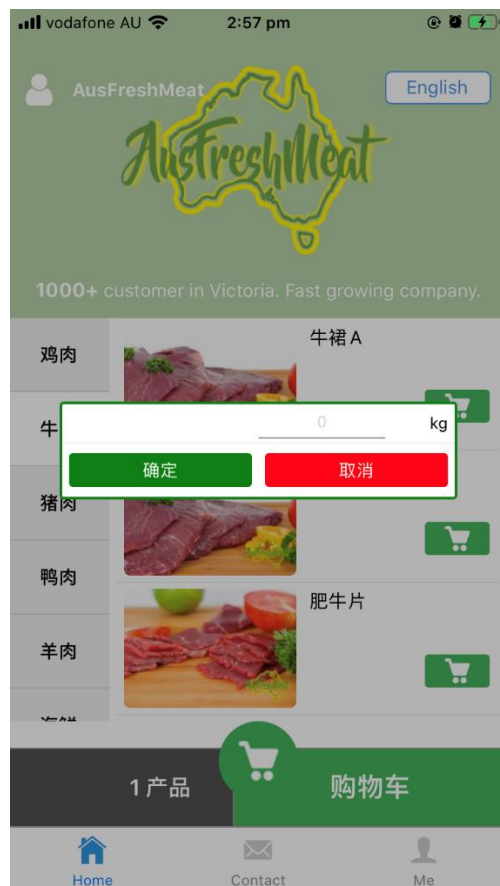 vodafone AU 2:57 pm
AusFreshMeat English
AusFreshMeat
1000+ customer in Victoria. Fast growing company.
鸡肉
牛裙A
牛
0 kg
确定 取消
猪肉
鸭肉
肥牛片
羊肉
1产品 购物车
Home Contact Me